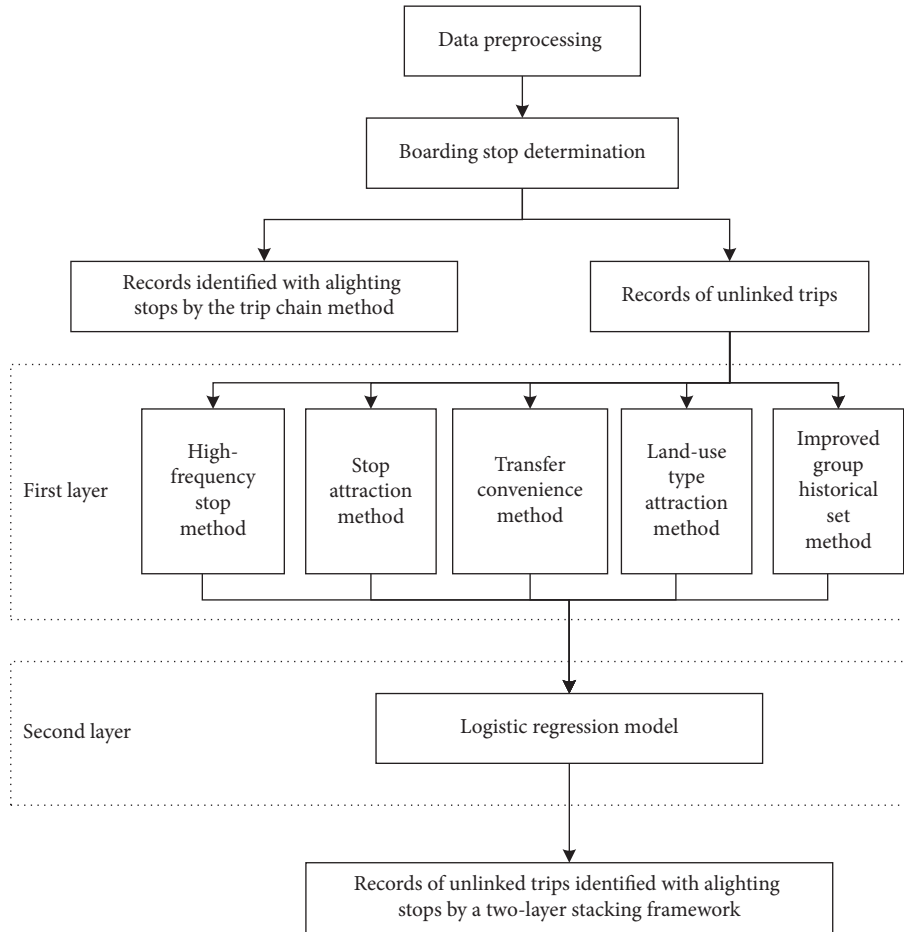 Data preprocessing
Boarding stop determination
Records identified with alighting
stops by the trip chain method
Records of unlinked trips
First layer
High-
frequency
stop
method
Stop
attraction
method
Transfer
convenience
method
Land-use
type
attraction
method
Improved
group
historical
set
method
Second layer
Logistic regression model
Records of unlinked trips identified with alighting
stops by a two-layer stacking framework